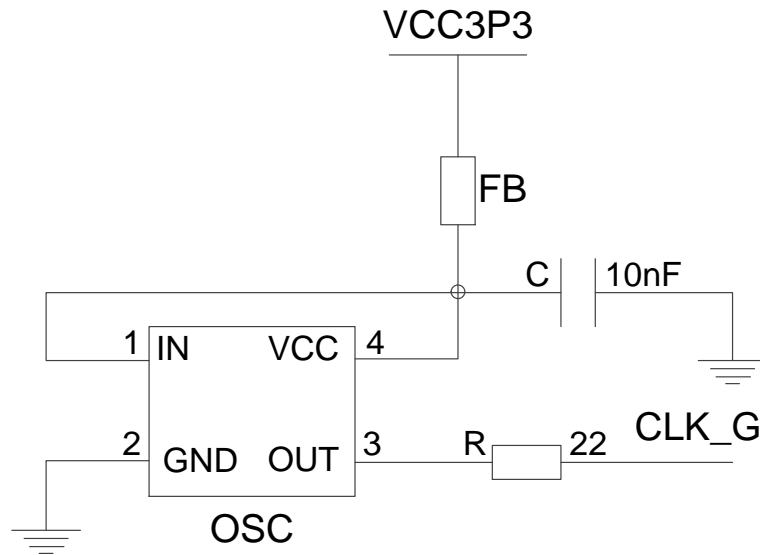 VCC3P3
FB
C 10nF
1 IN VCC 4
2 GND OUT 3 R 22 CLK_G
OSC